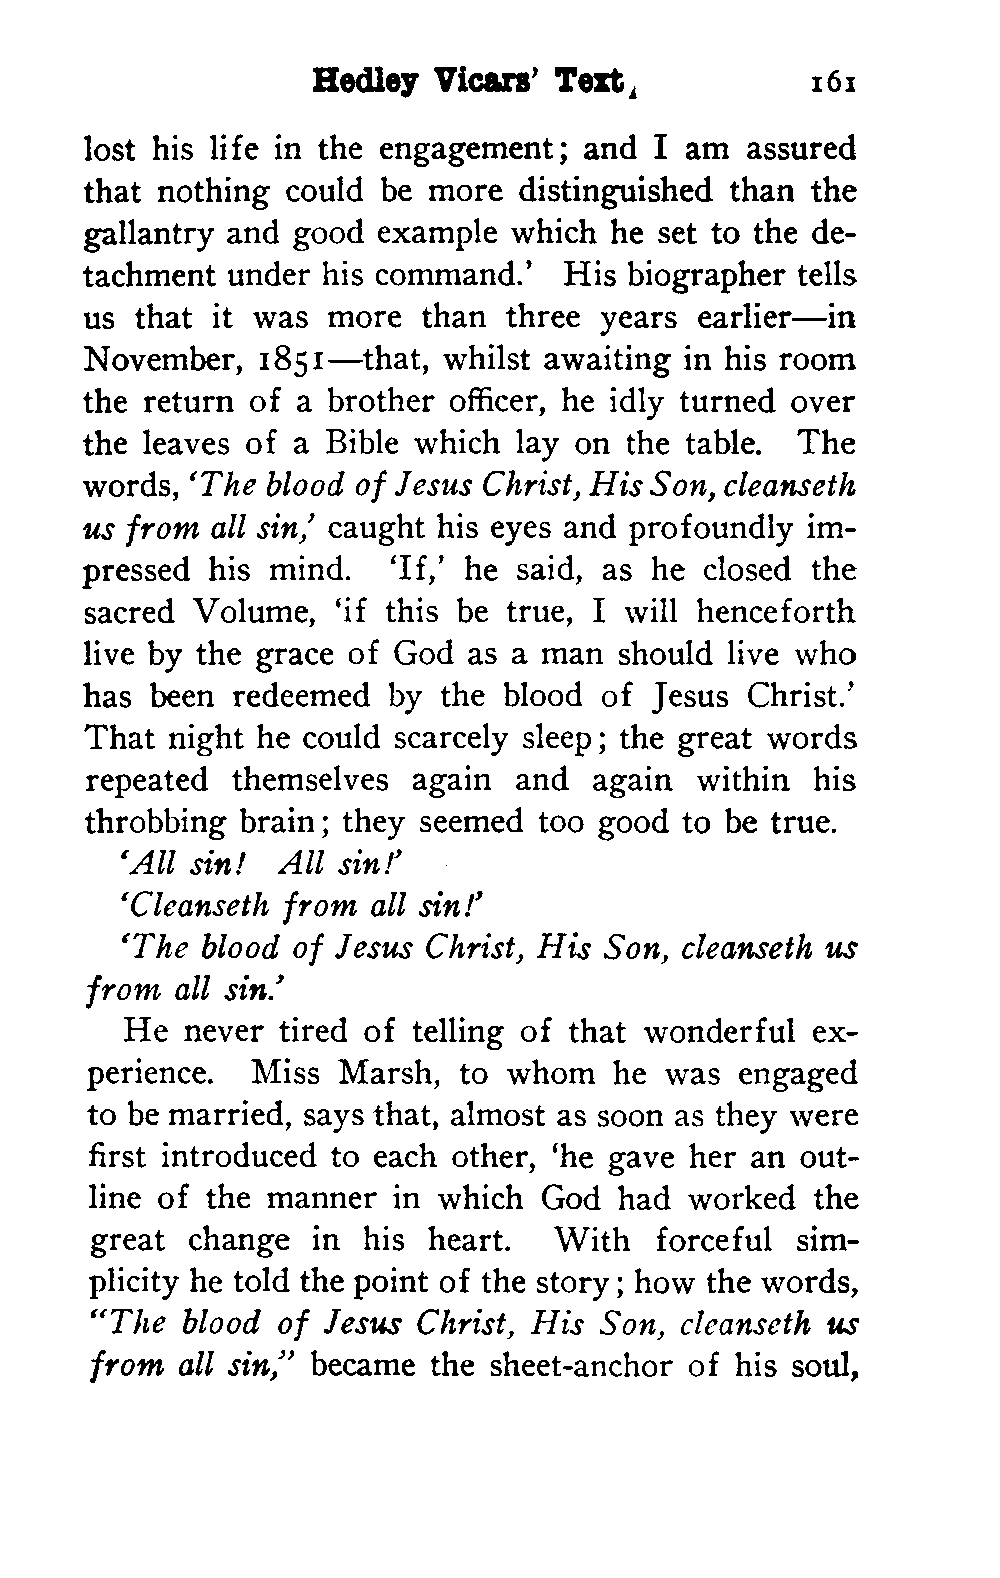 Hedley Vicars' Text 161
lost his life in the engagement; and I am assured
that nothing could be more distinguished than the
gallantry and good example which he set to the de-
tachment under his command.' His biographer tells
us that it was more than three years earlier—in
November, 1851—that, whilst awaiting in his room
the return of a brother officer, he idly turned over
the leaves of a Bible which lay on the table. The
words, 'The blood of Jesus Christ, His Son, cleanseth
us from all sin,' caught his eyes and profoundly im-
pressed his mind. 'If,' he said, as he closed the
sacred Volume, 'if this be true, I will henceforth
live by the grace of God as a man should live who
has been redeemed by the blood of Jesus Christ.'
That night he could scarcely sleep; the great words
repeated themselves again and again within his
throbbing brain; they seemed too good to be true.
'All sin! All sin!'
'Cleanseth from all sin!'
'The blood of Jesus Christ, His Son, cleanseth us
from all sin.'
He never tired of telling of that wonderful ex-
perience. Miss Marsh, to whom he was engaged
to be married, says that, almost as soon as they were
first introduced to each other, 'he gave her an out-
line of the manner in which God had worked the
great change in his heart. With forceful sim-
plicity he told the point of the story; how the words,
"The blood of Jesus Christ, His Son, cleanseth us
from all sin," became the sheet-anchor of his soul,